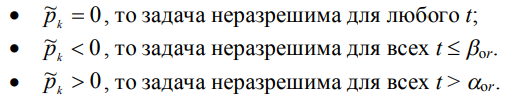 • p̃ₖ = 0, то задача неразрешима для любого t;
• p̃ₖ < 0, то задача неразрешима для всех t ≤ βor.
• p̃ₖ > 0, то задача неразрешима для всех t > αor.